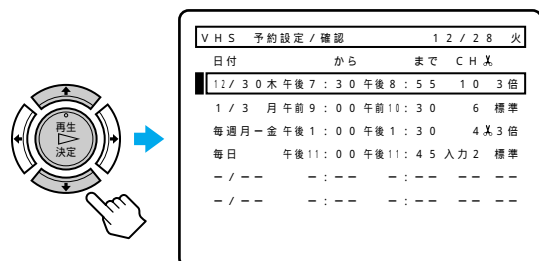 VHS 予約設定/確認 12/28 火
日付 から まで CH
12/30木 午後7:30 午後8:55 10 3倍
1/3 月 午前9:00 午前10:30 6 標準
毎週月ー金 午後1:00 午後1:30 4 3倍
毎日 午後11:00 午後11:45 入力2 標準
ー/ーー ー:ーー ー:ーー ーー ーー
ー/ーー ー:ーー ー:ーー ーー ーー
再生
決定